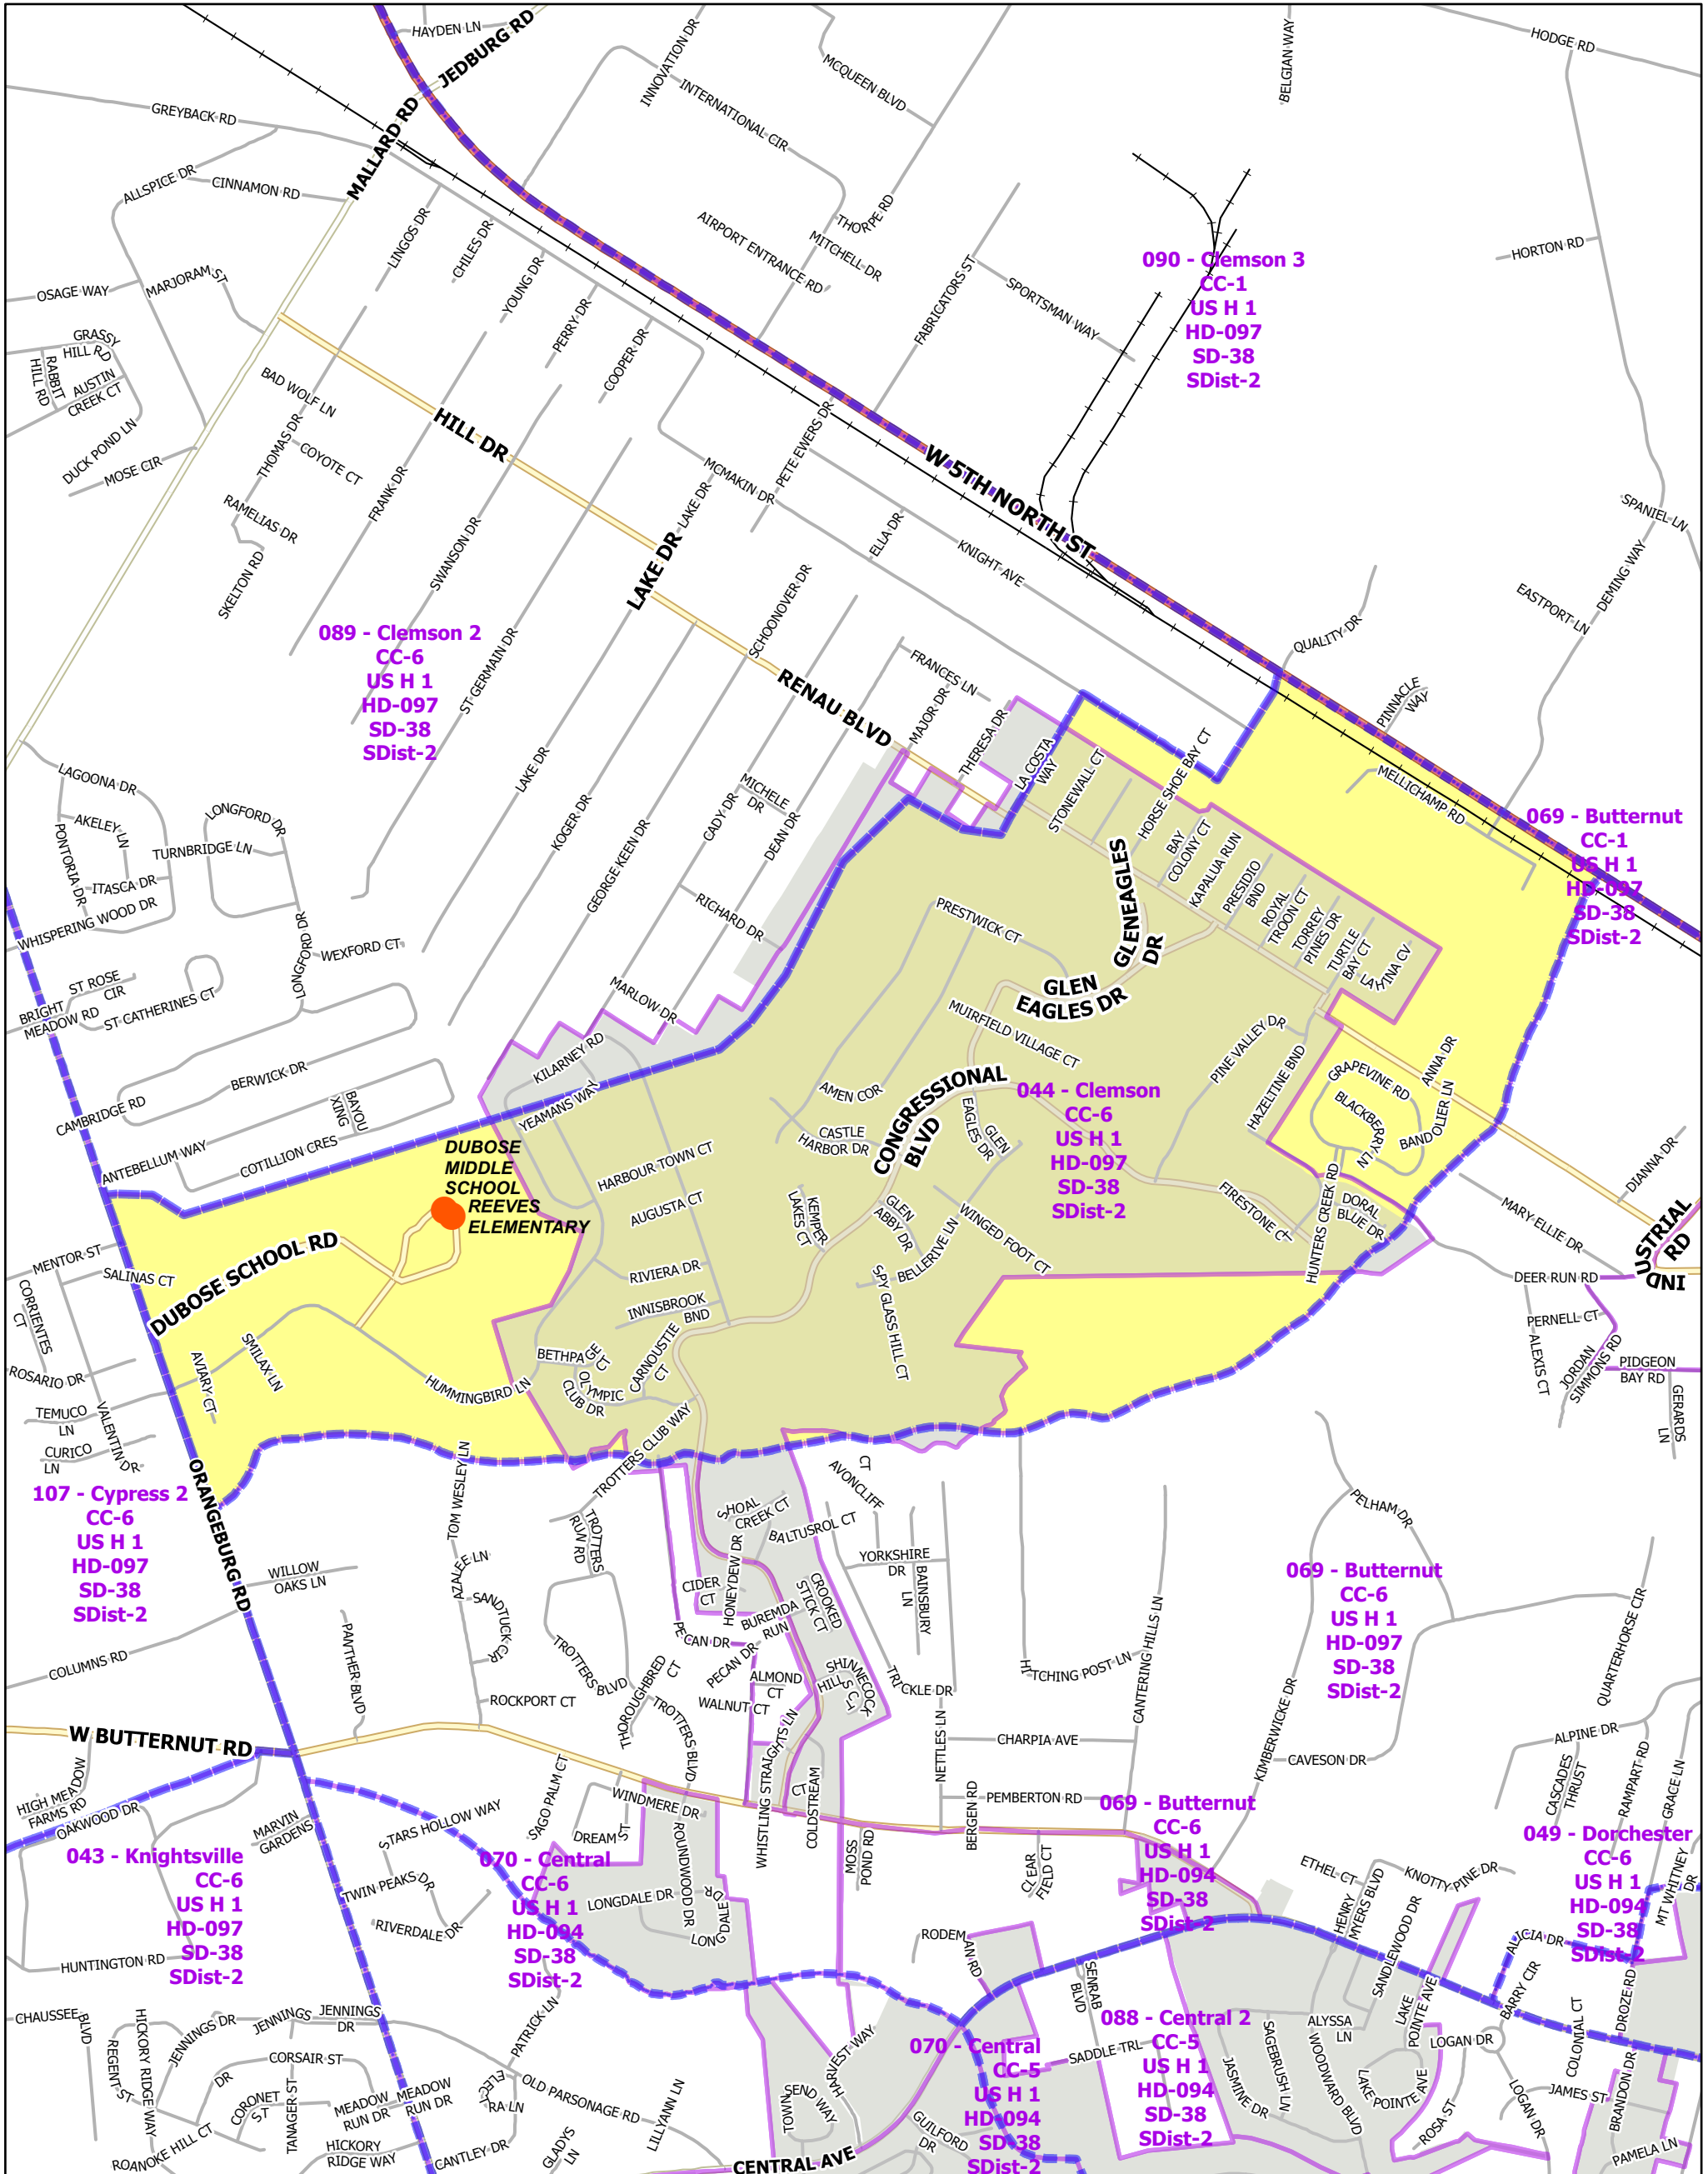 HAYDEN LN
JEDBURG RD
INNOVATION DR
MCQUEEN BLVD
BELGIAN WAY
HODGE RD
GREYBACK RD
MALLARD RD
INTERNATIONAL CIR
ALLSPICE DR
CINNAMON RD
LINGOS DR
CHILES DR
AIRPORT ENTRANCE RD
THORPE RD
MITCHELL DR
HORTON RD
OSAGE WAY
MARJORAM ST
YOUNG DR
PERRY DR
COOPER DR
FABRICATORS ST
SPORTSMAN WAY
090 - Clemson 3
CC-1
US H 1
HD-097
SD-38
SDist-2
GRASSY
HILL RD
RABBIT
HILL RD
AUSTIN
CREEK CT
DUCK POND LN
MOSE CIR
BAD WOLF LN
HILL DR
THOMAS DR
COYOTE CT
FRANK DR
RAMELIAS DR
SKELTON RD
SWANSON DR
LAKE DR
LAKE DR
MCMAKIN DR
PETE EWERS DR
W 5TH NORTH ST
ELLA DR
KNIGHT AVE
SPANIEL LN
DEMING WAY
EASTPORT LN
QUALITY DR
PINNACLE
WAY
SCHOONOVER DR
089 - Clemson 2
CC-6
US H 1
HD-097
SD-38
SDist-2
ST GERMAIN DR
RENAU BLVD
FRANCES LN
MAJOR DR
THERESA DR
LA COSTA
WAY
STONEWALL CT
HORSE SHOE BAY CT
MELLICHAMP RD
069 - Butternut
CC-1
US H 1
HD-097
SD-38
SDist-2
LAGOONA DR
AKELEY LN
PONTORIA DR
ITASCA DR
WHISPERING WOOD DR
LONGFORD DR
TURNBRIDGE LN
LONGFORD DR
WEXFORD CT
LAKE DR
KOGER DR
GEORGE KEEN DR
CADY DR
MICHELE
DR
DEAN DR
RICHARD DR
MARLOW DR
BAY
COLONY CT
KAPALUA RUN
PRESIDIO
BND
ROYAL
TROON CT
TORREY
PINES DR
TURTLE
BAY CT
LAYINA CV
GLENEAGLES
DR
GLEN
EAGLES DR
PRESTWICK CT
MUIRFIELD VILLAGE CT
ST ROSE
CIR
BRIGHT
MEADOW RD
ST CATHERINES CT
BERWICK DR
CAMBRIDGE RD
BAYOU
XING
ANTEBELLUM WAY
COTILLION CRES
KILARNEY RD
YEAMANS WAY
AMEN COR
CASTLE
HARBOR DR
CONGRESSIONAL
BLVD
GLEN
EAGLES DR
PINE VALLEY DR
HAZELTINE BND
GRAPEVINE RD
BLACKBERRY LN
ANNA DR
BANDOLIER LN
044 - Clemson
CC-6
US H 1
HD-097
SD-38
SDist-2
DUBOSE
MIDDLE
SCHOOL
REEVES
ELEMENTARY
DUBOSE SCHOOL RD
HARBOUR TOWN CT
AUGUSTA CT
KEMPER
LAKES CT
GLEN
ABBY DR
BELLERIVE LN
WINGED FOOT CT
FIRESTONE CT
HUNTERS CREEK RD
DORAL
BLUE DR
DIANNA DR
MARY ELLIE DR
INDUSTRIAL
RD
DEER RUN RD
PERNELL CT
ALEXIS CT
JORDAN
SIMMONS RD
PIDGEON
BAY RD
GERARDS
LN
MENTOR ST
SALINAS CT
CORRIENTES
CT
ROSARIO DR
TEMUCO
LN
CURICO
LN
VALENTIN DR
AVIARY CT
SMILAX LN
HUMMINGBIRD LN
RIVIERA DR
INNISBROOK
BND
BETHPAGE
CT
CARNOUSTIE
CT
OLYMPIC
CLUB DR
SPY GLASS HILL CT
TROTTERS CLUB WAY
107 - Cypress 2
CC-6
US H 1
HD-097
SD-38
SDist-2
ORANGEBURG RD
TOM WESLEY LN
WILLOW
OAKS LN
AZALEE LN
SANDTUCK CIR
TROTTERS
RUN RD
SHOAL
CREEK CT
AVONCLIFF
CT
BALTUSROL CT
HONEYDEW DR
CIDER
CT
YORKSHIRE
DR
BAINSBURY
LN
CROOKED
STICK CT
BUREMDA
RUN
PECAN DR
PECAN DR
PELHAM DR
069 - Butternut
CC-6
US H 1
HD-097
SD-38
SDist-2
QUARTERHORSE CIR
COLUMNS RD
PANTHER BLVD
ROCKPORT CT
TROTTERS BLVD
THOROUGHBRED
CT
TROTTERS BLVD
ALMOND
CT
WALNUT CT
SHINNECOCK
HILLS CT
TRICKLE DR
HITCHING POST LN
CANTERING HILLS LN
KIMBERWICKE DR
W BUTTERNUT RD
NETTLES LN
CHARPIA AVE
CAVESON DR
ALPINE DR
HIGH MEADOW
FARMS RD
OAKWOOD DR
MARVIN
GARDENS
STARS HOLLOW WAY
SAGO PALM CT
DREAM ST
WINDMERE DR
WHISTLING STRAIGHTS LN
COLDSTREAM
CT
MOSS
POND RD
BERGEN RD
PEMBERTON RD
CLEAR
FIELD CT
CASCADES
THRUST
RAMPART RD
GRACE LN
043 - Knightsville
CC-6
US H 1
HD-097
SD-38
SDist-2
070 - Central
CC-6
US H 1
HD-094
SD-38
SDist-2
069 - Butternut
CC-6
US H 1
HD-094
SD-38
SDist-2
049 - Dorchester
CC-6
US H 1
HD-094
SD-38
SDist-2
TWIN PEAKS DR
RIVERDALE DR
LONGDALE DR
ROUNDWOOD DR
LONGDALE DR
RODEMAN RD
ETHEL CT
HENRY
MYERS BLVD
KNOTTY PINE DR
SANDLEWOOD DR
ALICIA DR
MT WHITNEY
DR
HUNTINGTON RD
CHAUSSEE
BLVD
REGENT ST
HICKORY RIDGE WAY
JENNINGS DR
JENNINGS
JENNINGS
DR
CORSAIR ST
DR
CORONET
ST
TANAGER ST
MEADOW
RUN DR
MEADOW
RUN DR
ROANOKE HILL CT
HICKORY
RIDGE WAY
CANTLEY DR
PATRICK LN
ELECTRA LN
OLD PARSONAGE RD
GLADYS
LN
LILLYANN LN
HARVEST WAY
TOWNSEND WAY
CENTRAL AVE
GUILFORD
DR
070 - Central
CC-5
US H 1
HD-094
SD-38
SDist-2
SEMRAB
BLVD
SADDLE TRL
088 - Central 2
CC-5
US H 1
HD-094
SD-38
SDist-2
JASMINE DR
SAGEBRUSH LN
ALYSSA
LN
WOODWARD BLVD
LAKE
POINTE AVE
LAKE POINTE AVE
LOGAN DR
BARRY CIR
ROSA ST
LOGAN DR
COLONIAL CT
JAMES ST
DROZE RD
BRANDON DR
PAMELA LN